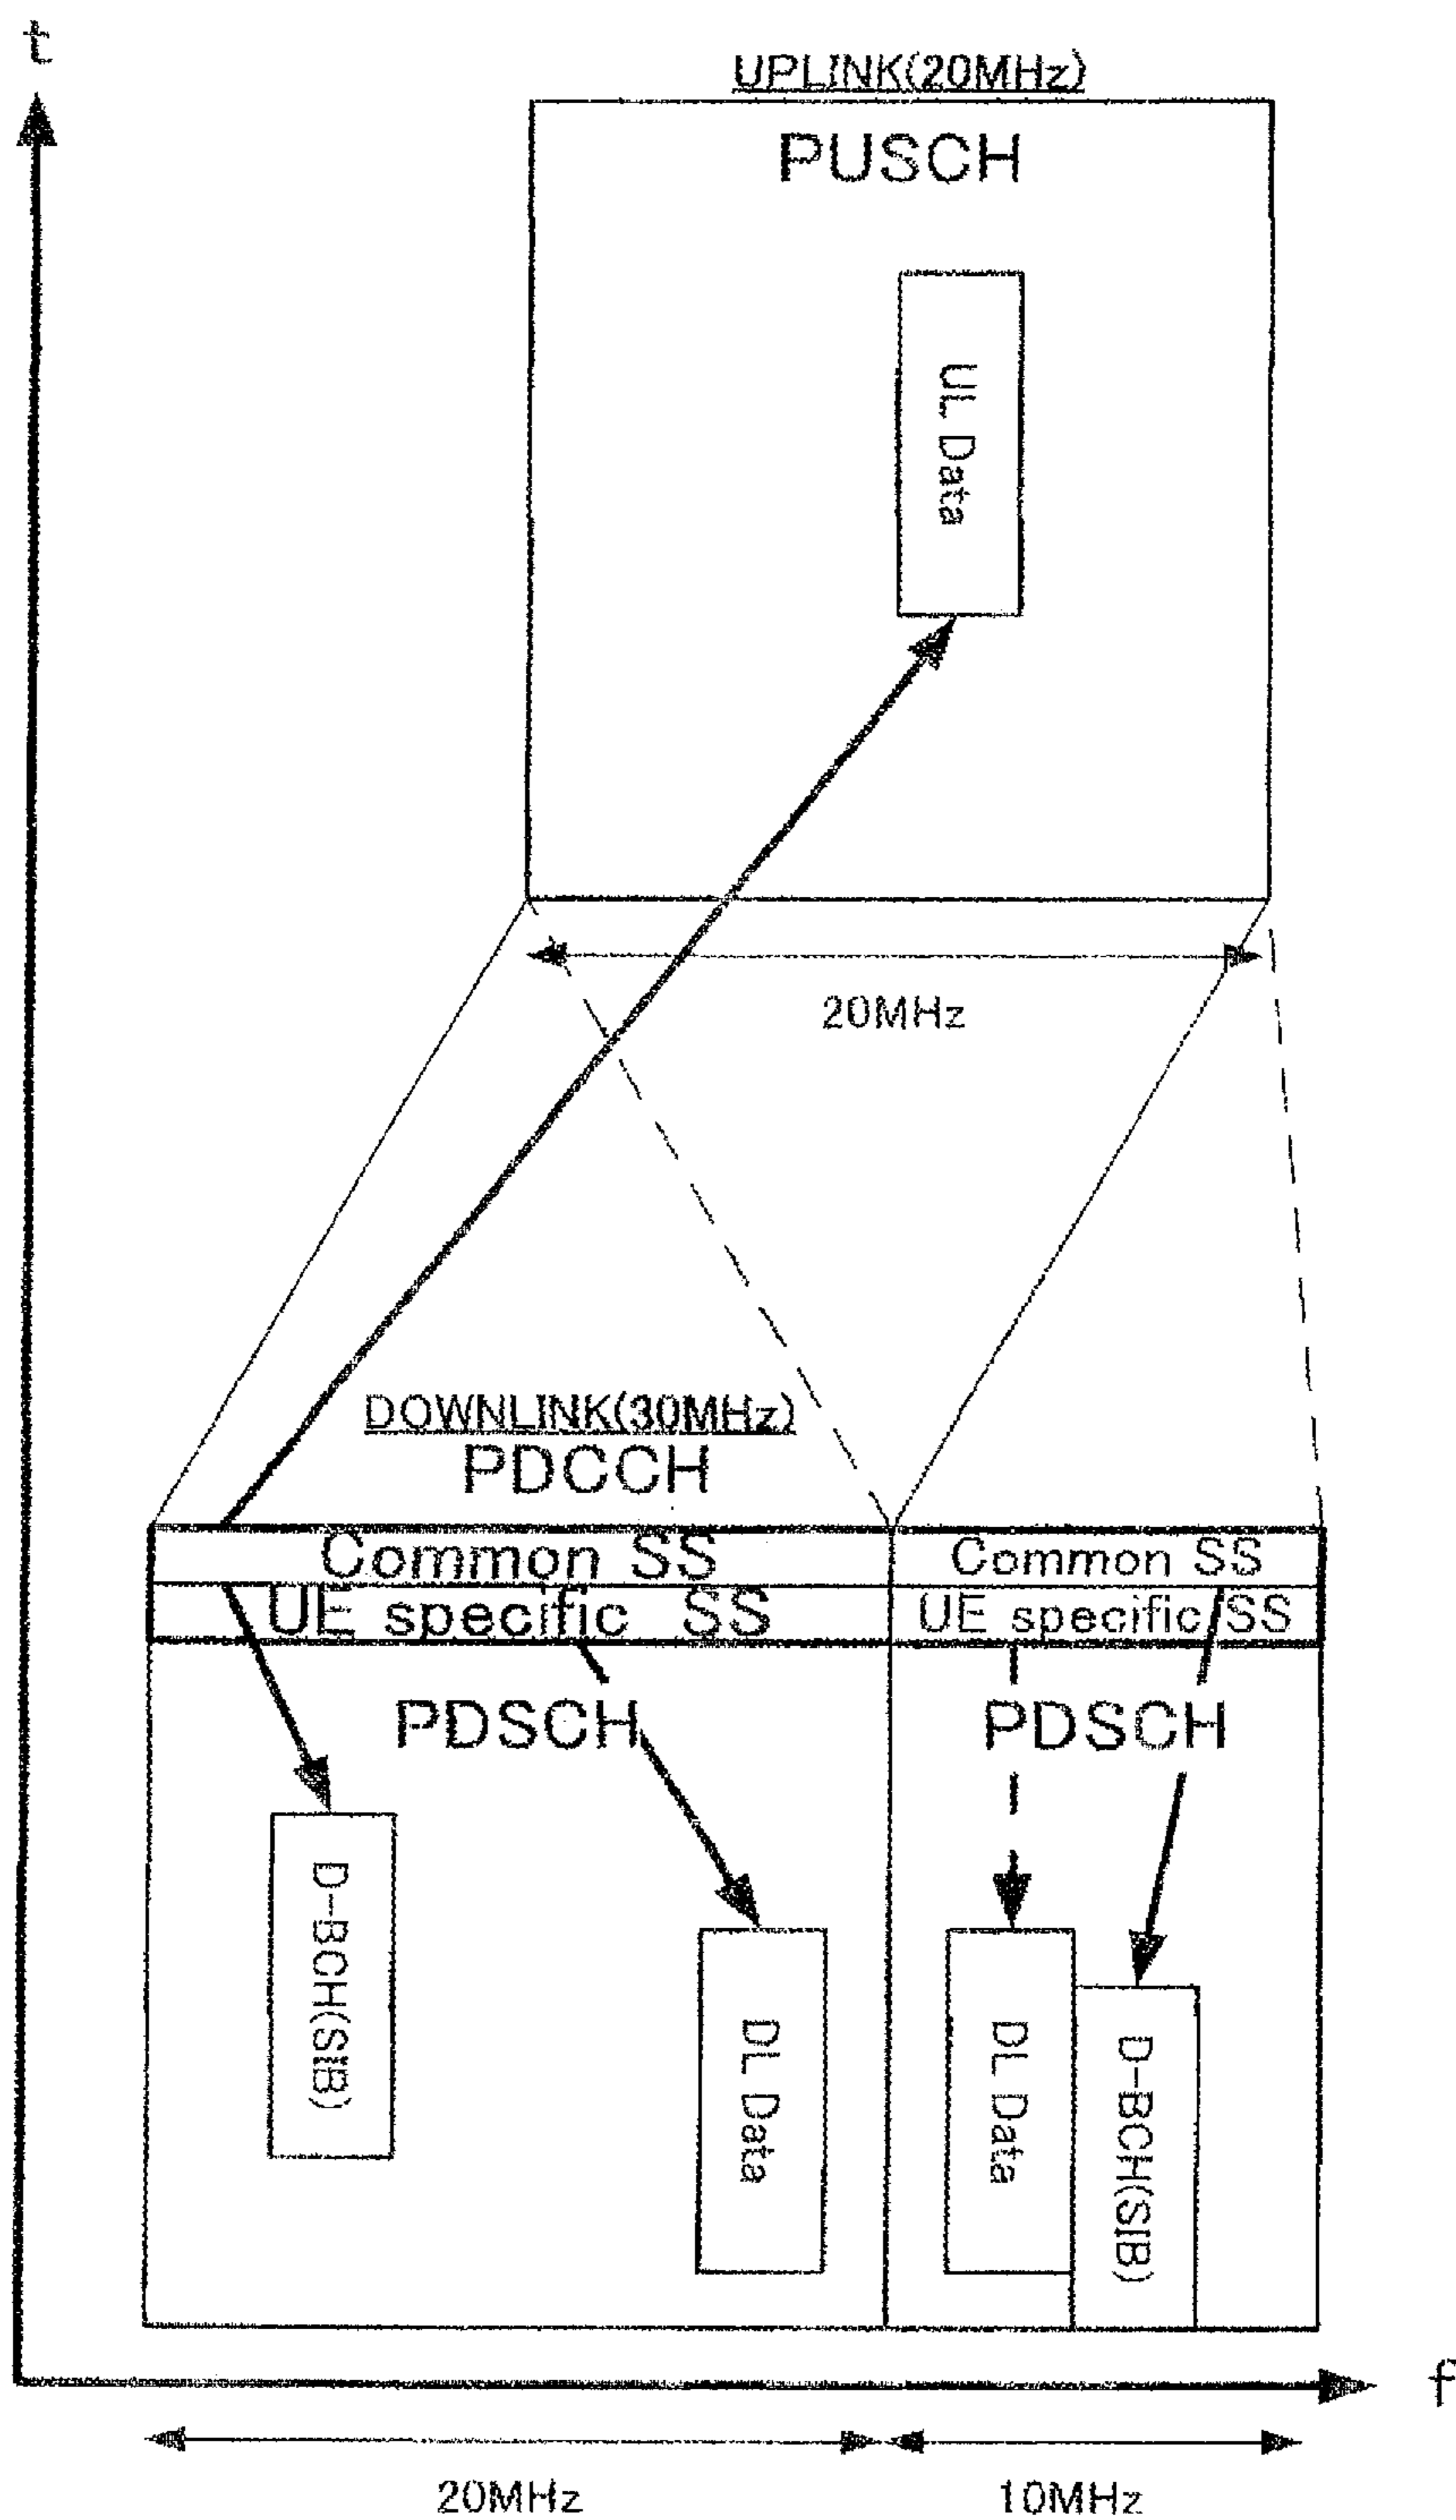 t
UPLINK(20MHz)
PUSCH
UL Data
20MHz
DOWNLINK(30MHz)
PDCCH
Common SS
Common SS
UE specific SS
UE specific SS
PDSCH
PDSCH
D-BCH(SIB)
DL Data
DL Data
D-BCH(SIB)
f
20MHz
10MHz